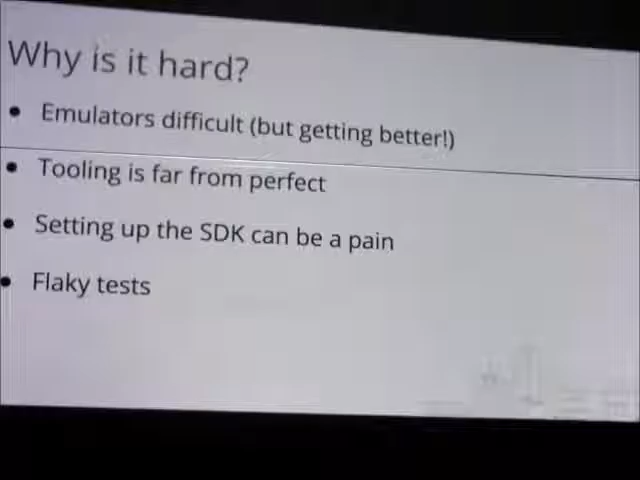 Why is it hard?
• Emulators difficult (but getting better!)
• Tooling is far from perfect
• Setting up the SDK can be a pain
• Flaky tests